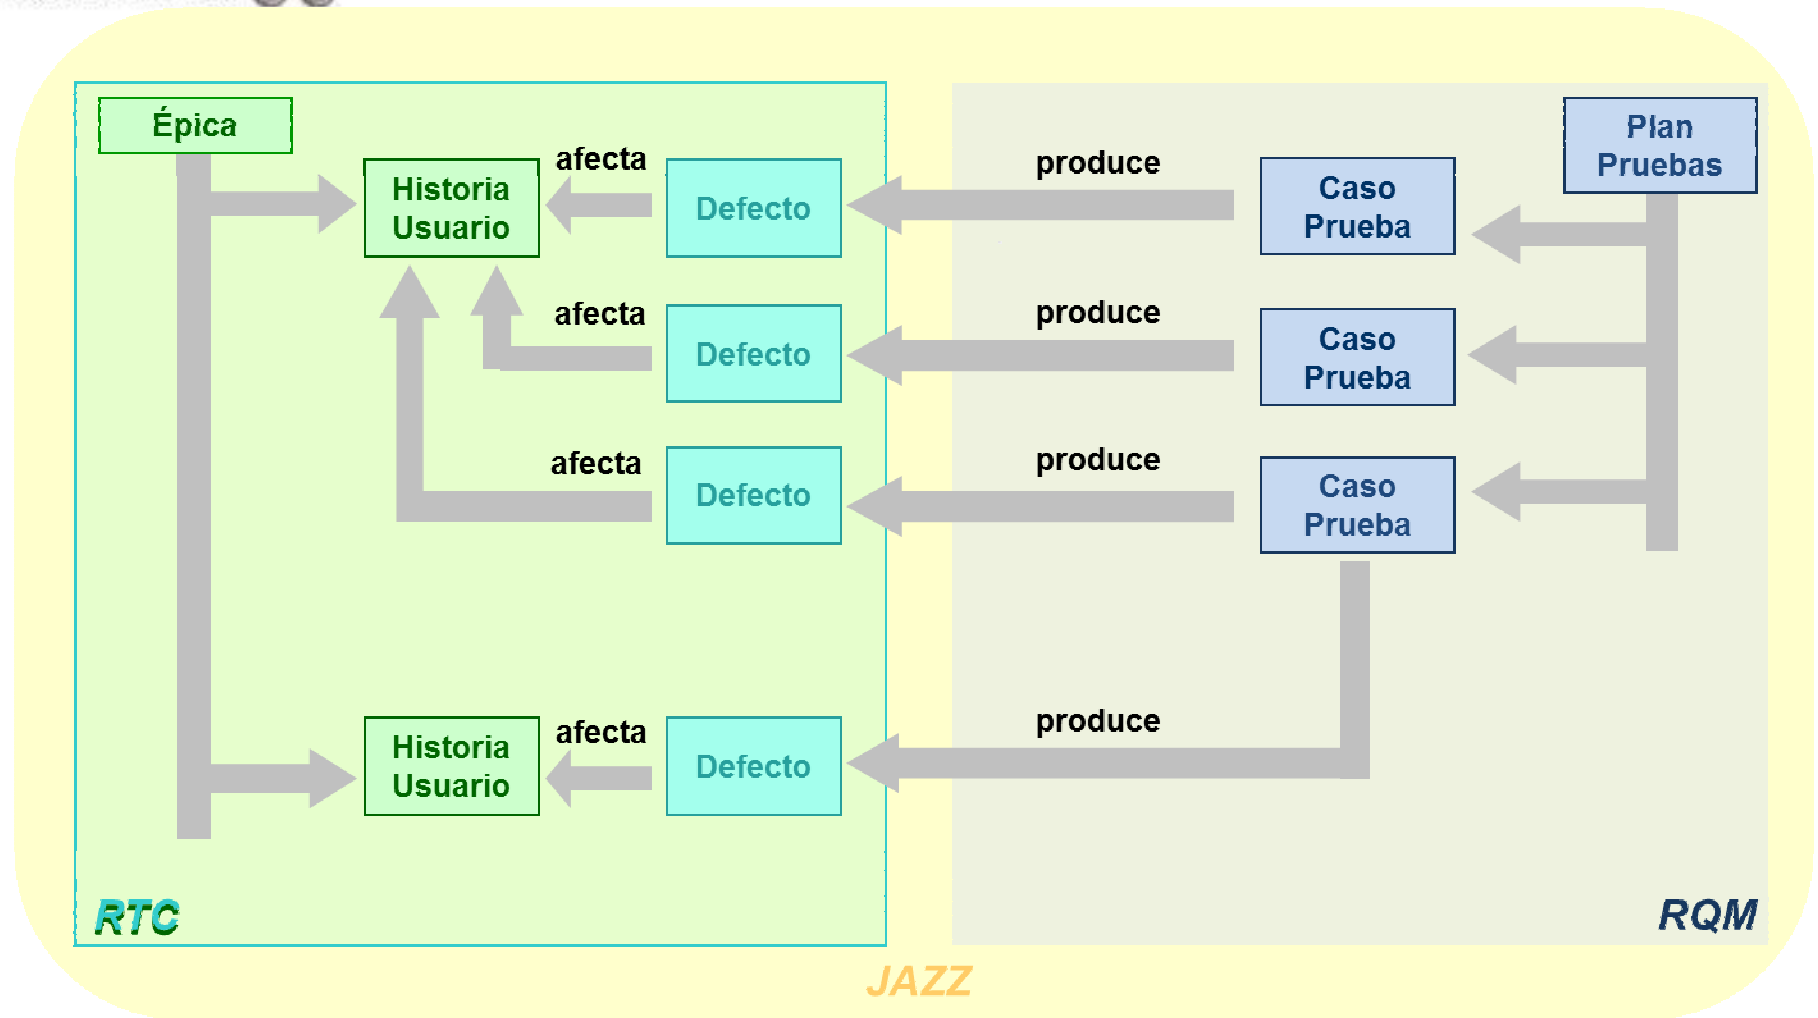 Épica
Plan
Pruebas
Historia
Usuario
afecta
Defecto
produce
Caso
Prueba
afecta
Defecto
produce
Caso
Prueba
afecta
Defecto
produce
Caso
Prueba
Historia
Usuario
afecta
Defecto
produce
RTC
RQM
JAZZ